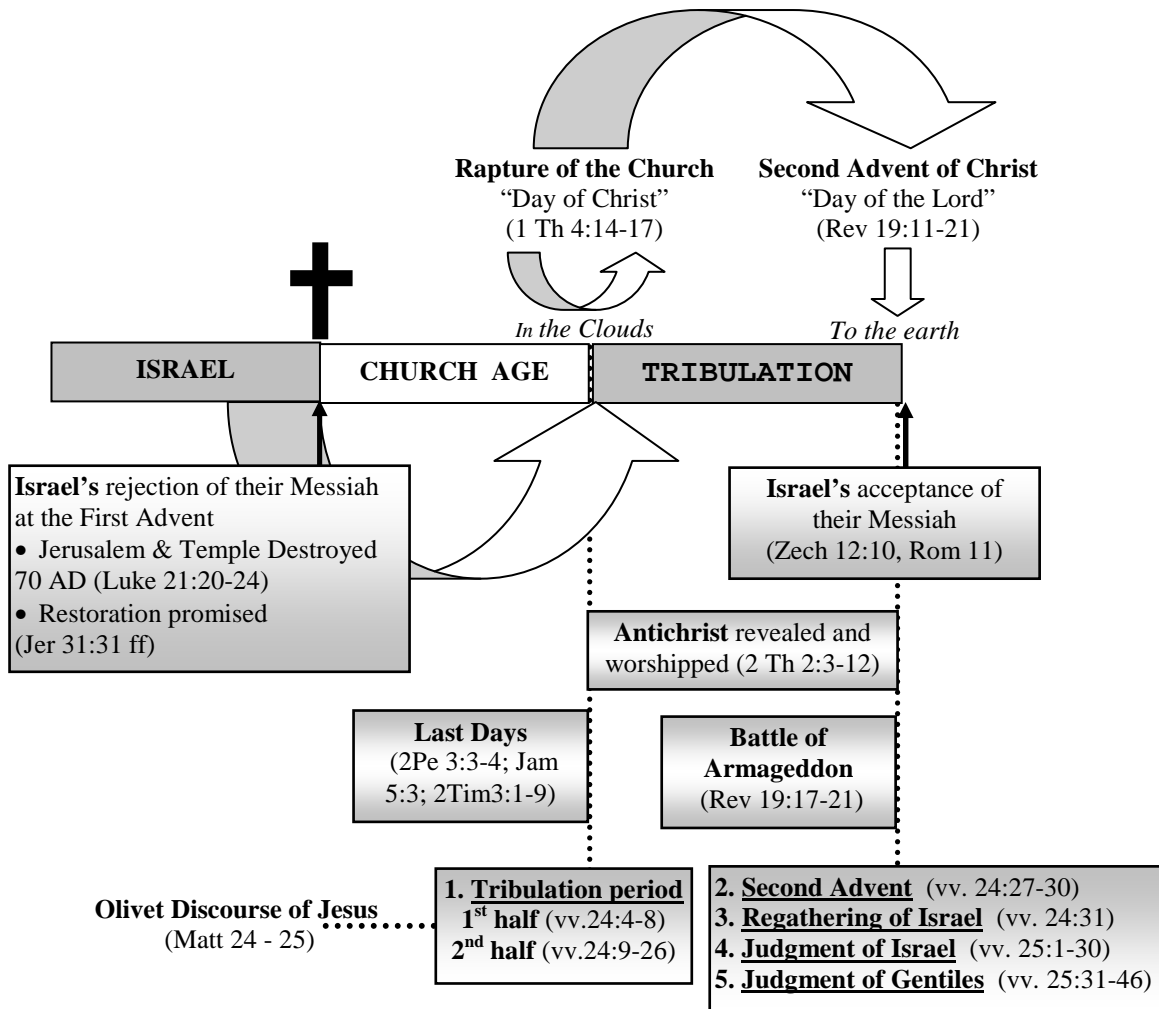 Rapture of the Church
“Day of Christ”
(1 Th 4:14-17)
Second Advent of Christ
“Day of the Lord”
(Rev 19:11-21)
In the Clouds
To the earth
ISRAEL
CHURCH AGE
TRIBULATION
Israel’s rejection of their Messiah
at the First Advent
• Jerusalem & Temple Destroyed
70 AD (Luke 21:20-24)
• Restoration promised
(Jer 31:31 ff)
Israel’s acceptance of
their Messiah
(Zech 12:10, Rom 11)
Antichrist revealed and
worshipped (2 Th 2:3-12)
Last Days
(2Pe 3:3-4; Jam
5:3; 2Tim3:1-9)
Battle of
Armageddon
(Rev 19:17-21)
Olivet Discourse of Jesus
(Matt 24 - 25)
1. Tribulation period
1st half (vv.24:4-8)
2nd half (vv.24:9-26)
2. Second Advent (vv. 24:27-30)
3. Regathering of Israel (vv. 24:31)
4. Judgment of Israel (vv. 25:1-30)
5. Judgment of Gentiles (vv. 25:31-46)